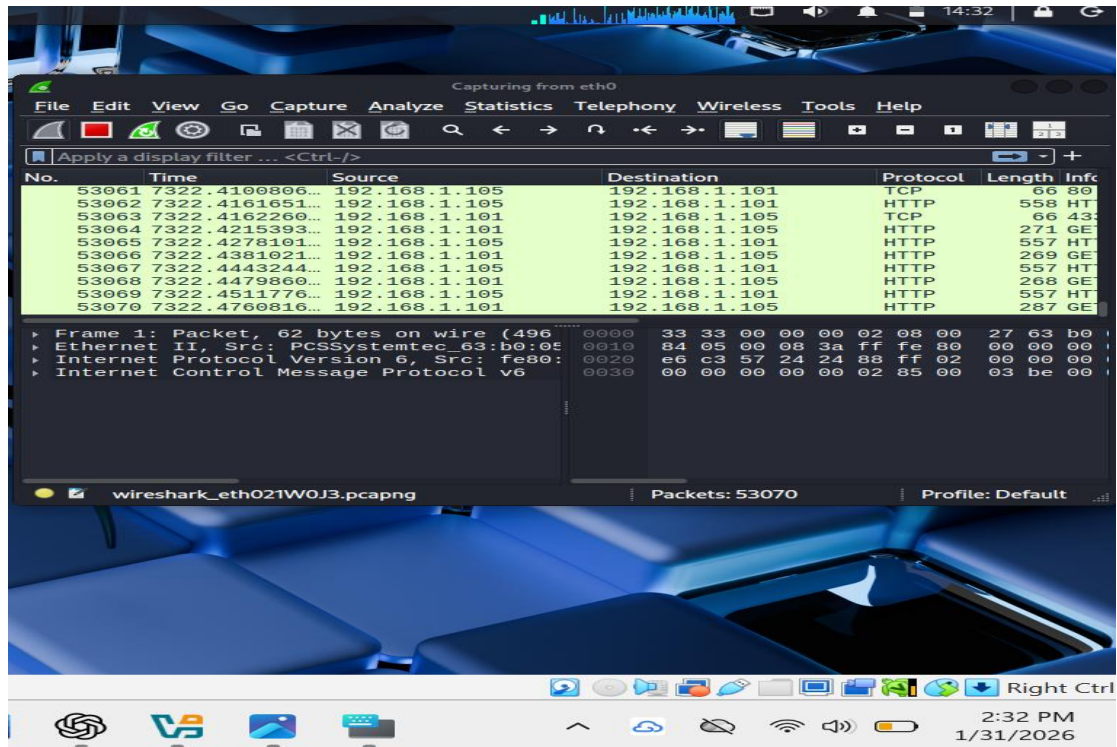 14:32
Capturing from eth0
File Edit View Go Capture Analyze Statistics Telephony Wireless Tools Help
Apply a display filter ... <Ctrl-/>
No. Time Source Destination Protocol Length Info
53061 7322.4100806... 192.168.1.105 192.168.1.101 TCP 66 80
53062 7322.4161651... 192.168.1.105 192.168.1.101 HTTP 558 HT
53063 7322.4162260... 192.168.1.101 192.168.1.105 TCP 66 43
53064 7322.4215393... 192.168.1.101 192.168.1.105 HTTP 271 GET
53065 7322.4278101... 192.168.1.105 192.168.1.101 HTTP 557 HT
53066 7322.4381021... 192.168.1.101 192.168.1.105 HTTP 269 GET
53067 7322.4443244... 192.168.1.105 192.168.1.101 HTTP 557 HT
53068 7322.4479860... 192.168.1.101 192.168.1.105 HTTP 268 GET
53069 7322.4511776... 192.168.1.105 192.168.1.101 HTTP 557 HT
53070 7322.4760816... 192.168.1.101 192.168.1.105 HTTP 287 GET
Frame 1: Packet, 62 bytes on wire (496 0000 33 33 00 00 00 02 08 00 27 63 b0
Ethernet II, Src: PCSSystemtec_63:b0:05 0010 84 05 00 08 3a ff fe 80 00 00 00
Internet Protocol Version 6, Src: fe80: 0020 e6 c3 57 24 24 88 ff 02 00 00 00
Internet Control Message Protocol v6 0030 00 00 00 00 00 02 85 00 03 be 00
wireshark_eth021W0J3.pcapng Packets: 53070 Profile: Default
Right Ctrl
2:32 PM
1/31/2026